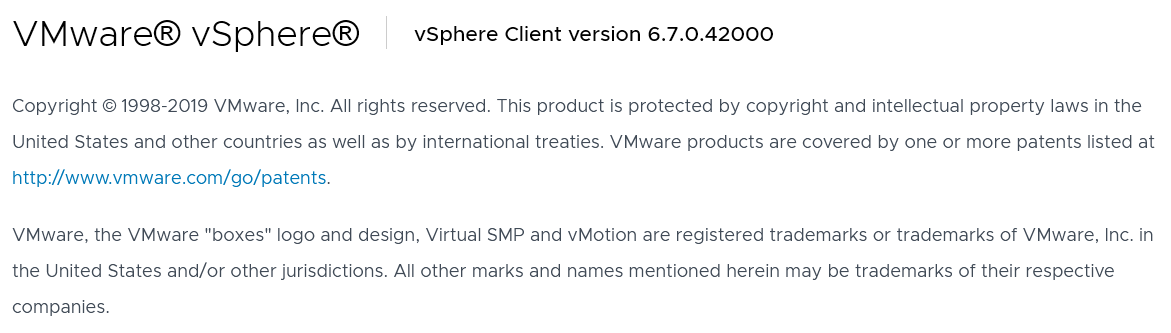 VMware® vSphere® vSphere Client version 6.7.0.42000
Copyright © 1998-2019 VMware, Inc. All rights reserved. This product is protected by copyright and intellectual property laws in the
United States and other countries as well as by international treaties. VMware products are covered by one or more patents listed at
http://www.vmware.com/go/patents.
VMware, the VMware "boxes" logo and design, Virtual SMP and vMotion are registered trademarks or trademarks of VMware, Inc. in
the United States and/or other jurisdictions. All other marks and names mentioned herein may be trademarks of their respective
companies.